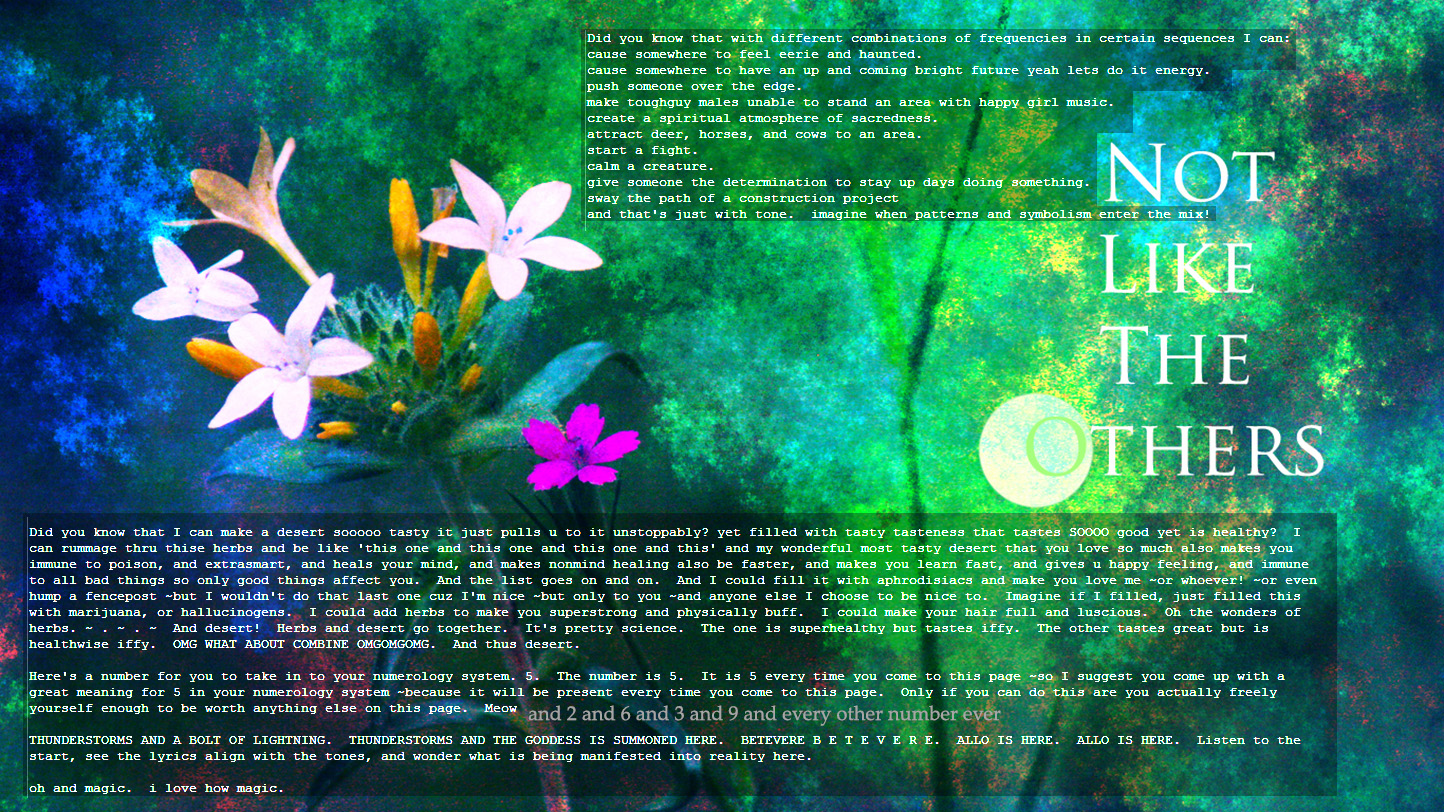 Did you know that with different combinations of frequencies in certain sequences I can:
cause somewhere to feel eerie and haunted.
cause somewhere to have an up and coming bright future yeah lets do it energy.
push someone over the edge.
make toughguy males unable to stand an area with happy girl music.
create a spiritual atmosphere of sacredness.
attract deer, horses, and cows to an area.
start a fight.
calm a creature.
give someone the determination to stay up days doing something.
sway the path of a construction project
and that's just with tone.  imagine when patterns and symbolism enter the mix!
NOT
LIKE
THE
OTHERS
Did you know that I can make a desert sooooo tasty it just pulls u to it unstoppably? yet filled with tasty tasteness that tastes SOOOO good yet is healthy?  I
can rummage thru thise herbs and be like 'this one and this one and this one and this' and my wonderful most tasty desert that you love so much also makes you
immune to poison, and extrasmart, and heals your mind, and makes nonmind healing also be faster, and makes you learn fast, and gives u happy feeling, and immune
to all bad things so only good things affect you.  And the list goes on and on.  And I could fill it with aphrodisiacs and make you love me ~or whoever! ~or even
hump a fencepost ~but I wouldn't do that last one cuz I'm nice ~but only to you ~and anyone else I choose to be nice to.  Imagine if I filled, just filled this
with marijuana, or hallucinogens.  I could add herbs to make you superstrong and physically buff.  I could make your hair full and luscious.  Oh the wonders of
herbs. ~ . ~ . ~  And desert!  Herbs and desert go together.  It's pretty science.  The one is superhealthy but tastes iffy.  The other tastes great but is
healthwise iffy.  OMG WHAT ABOUT COMBINE OMGOMGOMG.  And thus desert.
Here's a number for you to take in to your numerology system. 5.  The number is 5.  It is 5 every time you come to this page ~so I suggest you come up with a
great meaning for 5 in your numerology system ~because it will be present every time you come to this page.  Only if you can do this are you actually freely
yourself enough to be worth anything else on this page.  Meow and 2 and 6 and 3 and 9 and every other number ever
THUNDERSTORMS AND A BOLT OF LIGHTNING.  THUNDERSTORMS AND THE GODDESS IS SUMMONED HERE.  BETEVERE B E T E V E R E.  ALLO IS HERE.  ALLO IS HERE.  Listen to the
start, see the lyrics align with the tones, and wonder what is being manifested into reality here.
oh and magic.  i love how magic.